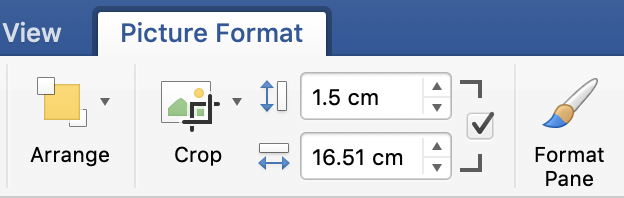 View
Picture Format
Arrange
Crop
1.5 cm
16.51 cm
Format
Pane